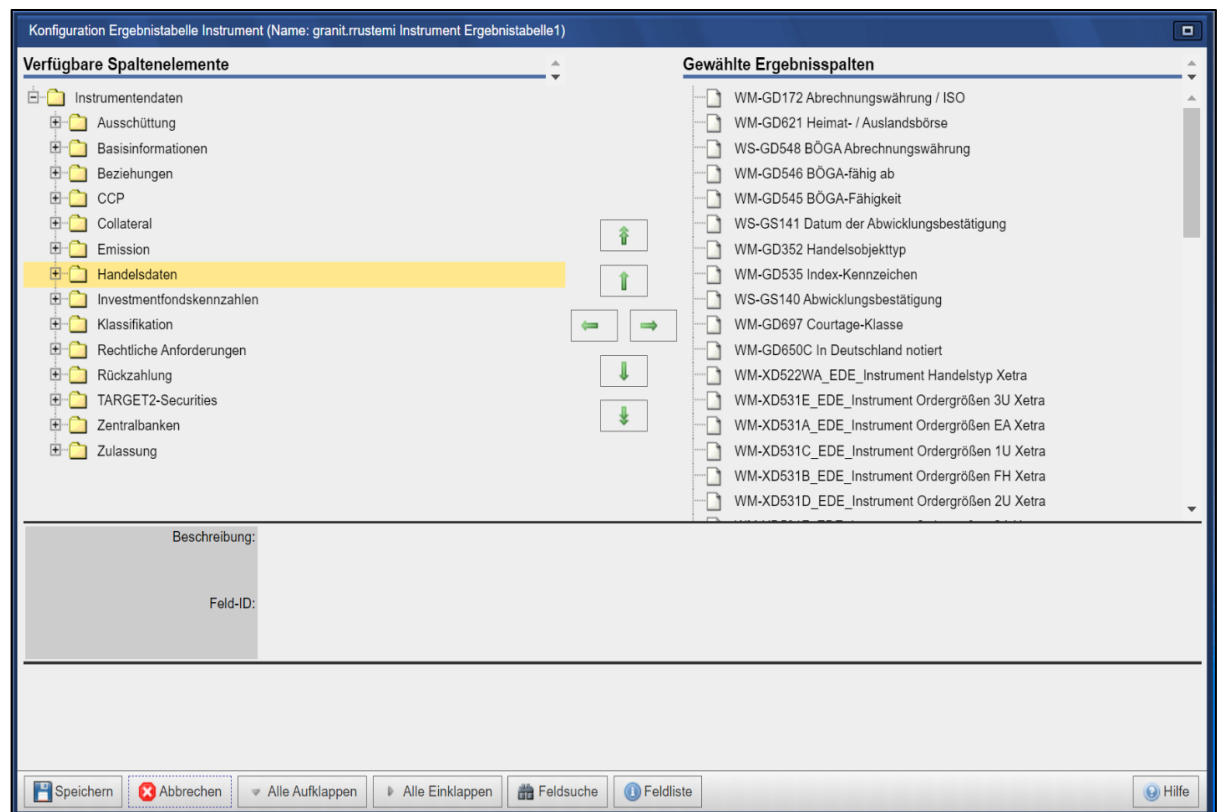 Konfiguration Ergebnistabelle Instrument (Name: granit.rrustemi Instrument Ergebnistabelle1)
Verfügbare Spaltenelemente
Instrumentendaten
Ausschüttung
Basisinformationen
Beziehungen
CCP
Collateral
Emission
Handelsdaten
Investmentfondskennzahlen
Klassifikation
Rechtliche Anforderungen
Rückzahlung
TARGET2-Securities
Zentralbanken
Zulassung
Gewählte Ergebnisspalten
WM-GD172 Abrechnungswährung / ISO
WM-GD621 Heimat- / Auslandsbörse
WS-GD548 BÖGA Abrechnungswährung
WM-GD546 BÖGA-fähig ab
WM-GD545 BÖGA-Fähigkeit
WS-GS141 Datum der Abwicklungsbestätigung
WM-GD352 Handelsobjekttyp
WM-GD535 Index-Kennzeichen
WS-GS140 Abwicklungsbestätigung
WM-GD697 Courtage-Klasse
WM-GD650C In Deutschland notiert
WM-XD522WA_EDE_Instrument Handelstyp Xetra
WM-XD531E_EDE_Instrument Ordergrößen 3U Xetra
WM-XD531A_EDE_Instrument Ordergrößen EA Xetra
WM-XD531C_EDE_Instrument Ordergrößen 1U Xetra
WM-XD531B_EDE_Instrument Ordergrößen FH Xetra
WM-XD531D_EDE_Instrument Ordergrößen 2U Xetra
Beschreibung:
Feld-ID:
Speichern
Abbrechen
Alle Aufklappen
Alle Einklappen
Feldsuche
Feldliste
Hilfe